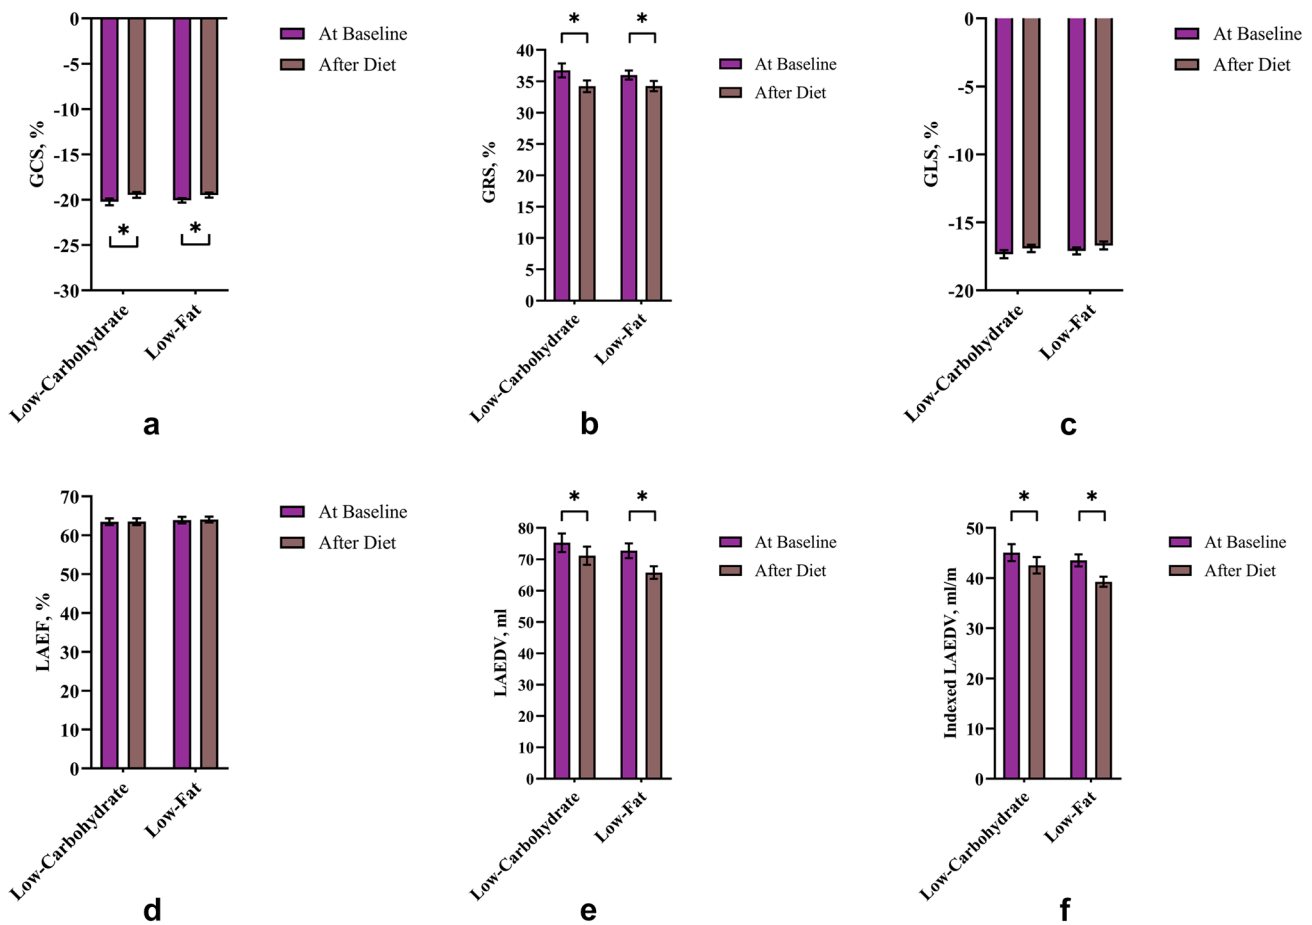 0
-5
-10
-15
-20
-25
-30
GCS, %
*
*
Low-Carbohydrate
Low-Fat
At Baseline
After Diet
a
40
35
30
25
20
15
10
5
0
GRS, %
*
*
Low-Carbohydrate
Low-Fat
At Baseline
After Diet
b
0
-5
-10
-15
-20
GLS, %
Low-Carbohydrate
Low-Fat
At Baseline
After Diet
c
70
60
50
40
30
20
10
0
LAEF, %
Low-Carbohydrate
Low-Fat
At Baseline
After Diet
d
80
70
60
50
40
30
20
10
0
LAEDV, ml
*
*
Low-Carbohydrate
Low-Fat
At Baseline
After Diet
e
50
40
30
20
10
0
Indexed LAEDV, ml/m
*
*
Low-Carbohydrate
Low-Fat
At Baseline
After Diet
f